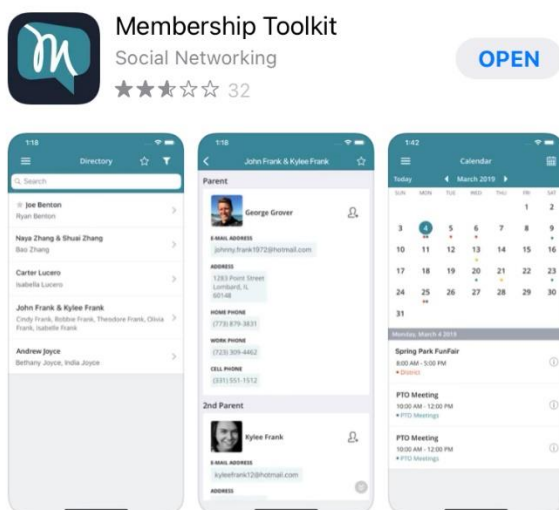 Membership Toolkit
Social Networking
OPEN
32
1:18
Directory
Search
Joe Benton
Ryan Benton
Naya Zhang & Shuai Zhang
Bao Zhang
Carter Lucero
Isabella Lucero
John Frank & Kylee Frank
Cindy Frank, Robbie Frank, Theodore Frank, Olivia
Frank, Isabelle Frank
Andrew Joyce
Bethany Joyce, India Joyce
1:18
John Frank & Kylee Frank
Parent
George Grover
E-MAIL ADDRESS
johnny.frank1972@hotmail.com
ADDRESS
1293 Point Street
Lombard, IL
60148
HOME PHONE
(773) 879-3831
WORK PHONE
(723) 309-4462
CELL PHONE
(331) 551-1512
2nd Parent
Kylee Frank
E-MAIL ADDRESS
kyleefrank12@hotmail.com
ADDRESS
1:42
Calendar
Today March 2019
SUN MON TUE WED THU FRI SAT
1 2
3 4 5 6 7 8 9
10 11 12 13 14 15 16
17 18 19 20 21 22 23
24 25 26 27 28 29 30
31
Monday, March 4 2019
Spring Park FunFair
8:00 AM - 5:00 PM
District
PTO Meeting
10:00 AM - 12:00 PM
PTO Meetings
PTO Meeting
10:00 AM - 12:00 PM
PTO Meetings